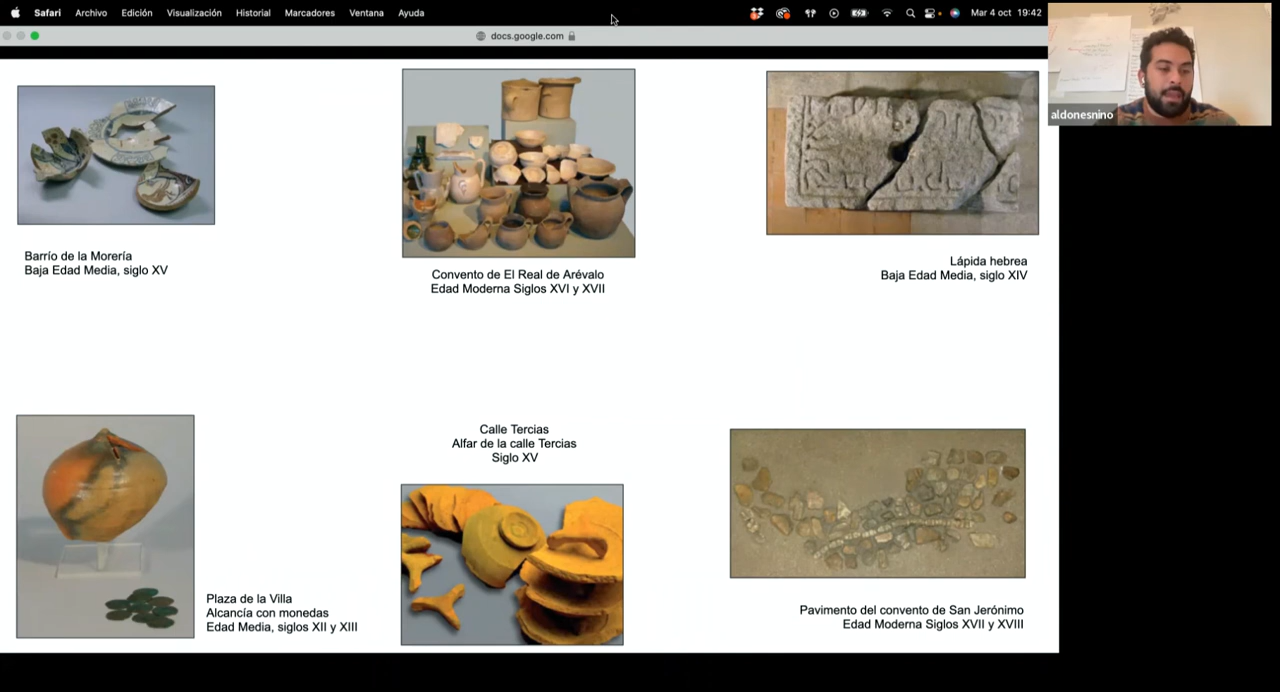 Safari Archivo Edición Visualización Historial Marcadores Ventana Ayuda
Mar 4 oct 19:42
docs.google.com
aldonesnino
Barrío de la Morería
Baja Edad Media, siglo XV
Convento de El Real de Arévalo
Edad Moderna Siglos XVI y XVII
Lápida hebrea
Baja Edad Media, siglo XIV
Calle Tercias
Alfar de la calle Tercias
Siglo XV
Plaza de la Villa
Alcancía con monedas
Edad Media, siglos XII y XIII
Pavimento del convento de San Jerónimo
Edad Moderna Siglos XVII y XVIII